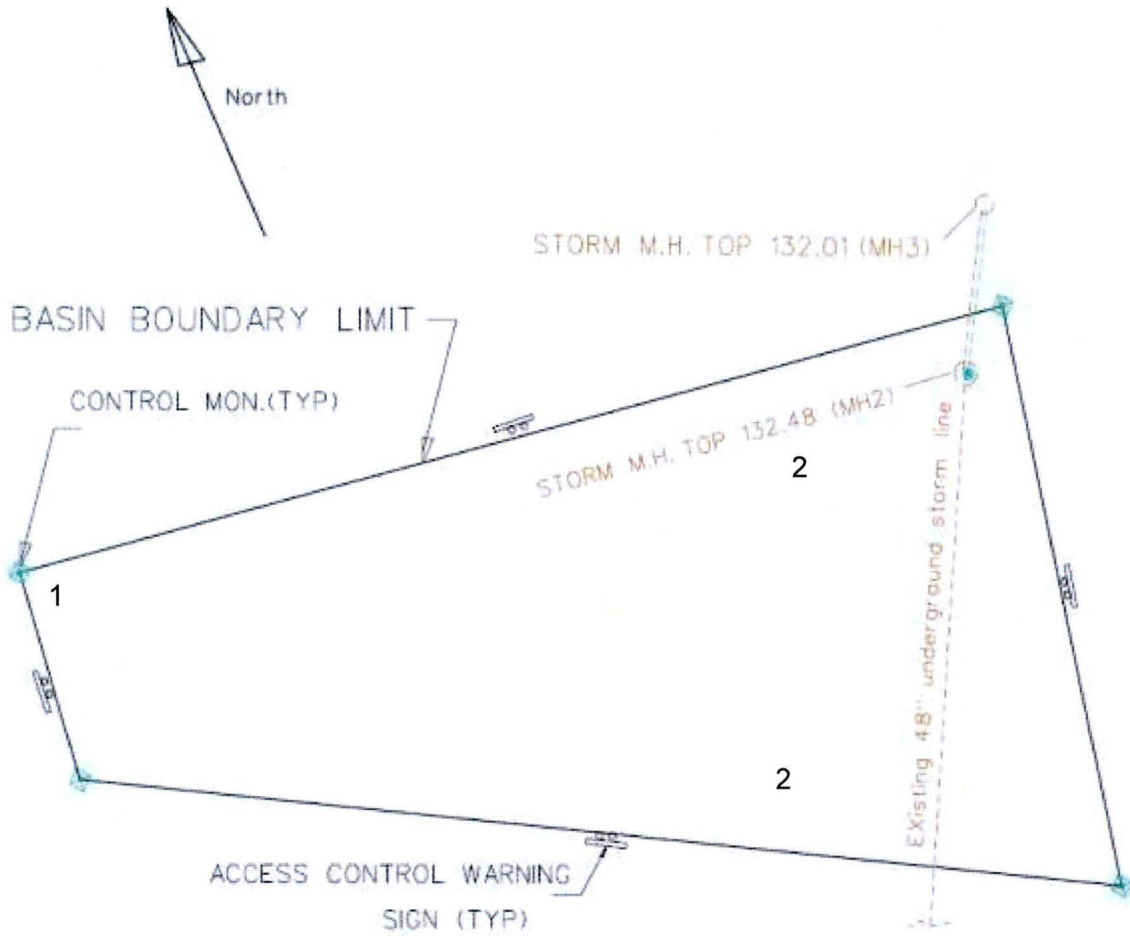 North
STORM M.H. TOP 132.01 (MH3)
BASIN BOUNDARY LIMIT
CONTROL MON.(TYP)
STORM M.H. TOP 132.48 (MH2)
2
EXisting 48" underground storm line
1
2
ACCESS CONTROL WARNING
SIGN (TYP)